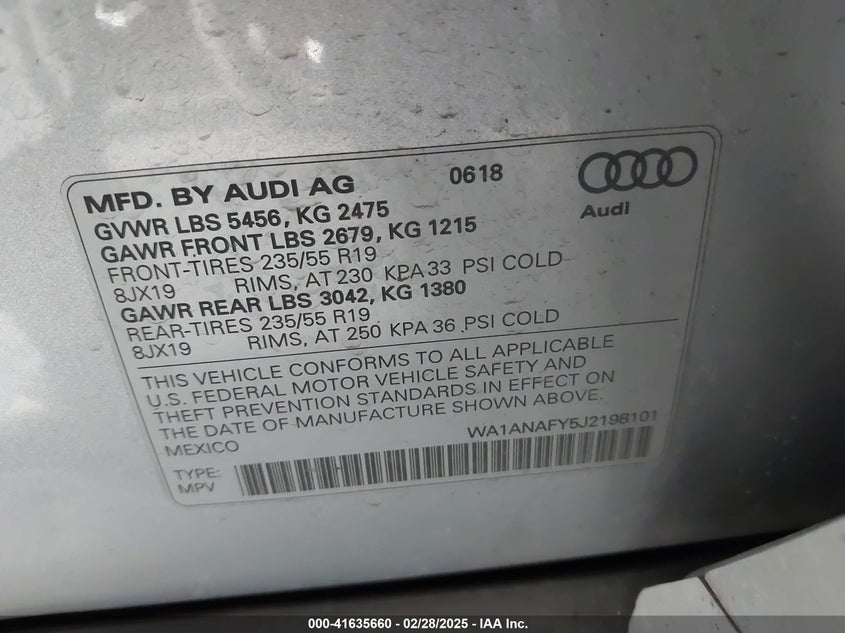 MFD. BY AUDI AG 0618
Audi
GVWR LBS 5456, KG 2475
GAWR FRONT LBS 2679, KG 1215
FRONT-TIRES 235/55 R19
8JX19 RIMS, AT 230 KPA 33 PSI COLD
GAWR REAR LBS 3042, KG 1380
REAR-TIRES 235/55 R19
8JX19 RIMS, AT 250 KPA 36 PSI COLD
THIS VEHICLE CONFORMS TO ALL APPLICABLE
U.S. FEDERAL MOTOR VEHICLE SAFETY AND
THEFT PREVENTION STANDARDS IN EFFECT ON
THE DATE OF MANUFACTURE SHOWN ABOVE.
MEXICO WA1ANAFY5J2198101
TYPE:
MPV
000-41635660 - 02/28/2025 - IAA Inc.